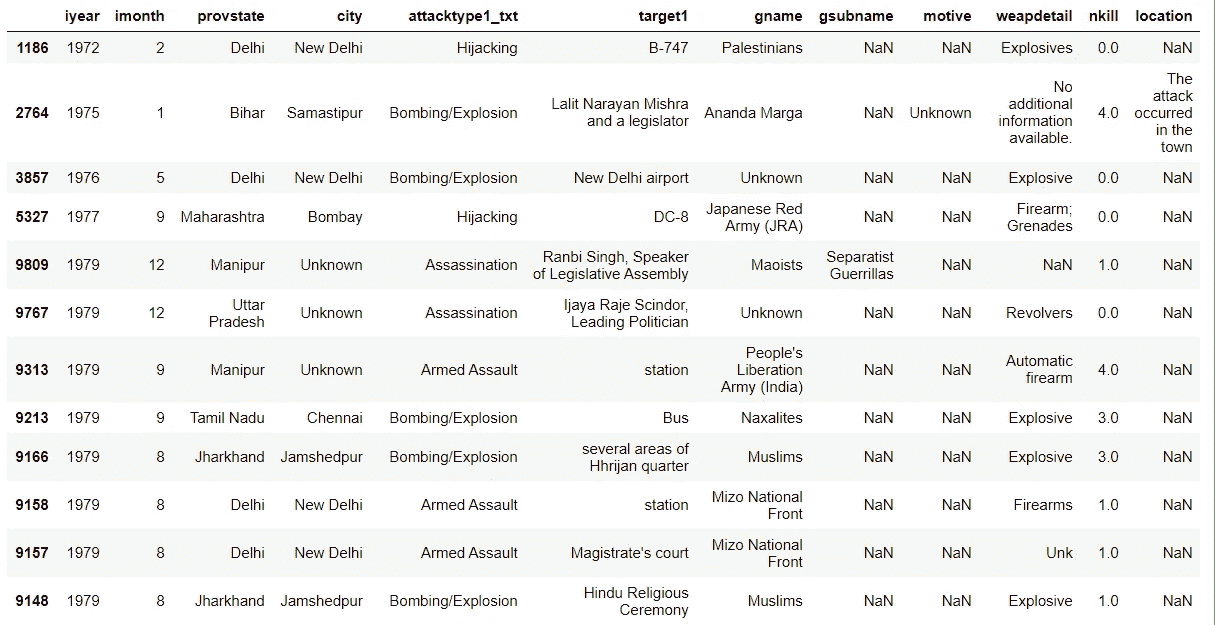 iyear imonth provstate city attacktype1_txt target1 gname gsubname motive weapdetail nkill location
1186 1972 2 Delhi New Delhi Hijacking B-747 Palestinians NaN NaN Explosives 0.0 NaN
2764 1975 1 Bihar Samastipur Bombing/Explosion Lalit Narayan Mishra and a legislator Ananda Marga NaN Unknown No additional information available. 4.0 The attack occurred in the town
3857 1976 5 Delhi New Delhi Bombing/Explosion New Delhi airport Unknown NaN NaN Explosive 0.0 NaN
5327 1977 9 Maharashtra Bombay Hijacking DC-8 Japanese Red Army (JRA) NaN NaN Firearm; Grenades 0.0 NaN
9809 1979 12 Manipur Unknown Assassination Ranbi Singh, Speaker of Legislative Assembly Maoists Separatist Guerrillas NaN NaN 1.0 NaN
9767 1979 12 Uttar Pradesh Unknown Assassination Ijaya Raje Scindor, Leading Politician Unknown NaN NaN Revolvers 0.0 NaN
9313 1979 9 Manipur Unknown Armed Assault station People's Liberation Army (India) NaN NaN Automatic firearm 4.0 NaN
9213 1979 9 Tamil Nadu Chennai Bombing/Explosion Bus Naxalites NaN NaN Explosive 3.0 NaN
9166 1979 8 Jharkhand Jamshedpur Bombing/Explosion several areas of Hhrijan quarter Muslims NaN NaN Explosive 3.0 NaN
9158 1979 8 Delhi New Delhi Armed Assault station Mizo National Front NaN NaN Firearms 1.0 NaN
9157 1979 8 Delhi New Delhi Armed Assault Magistrate's court Mizo National Front NaN NaN Unk 1.0 NaN
9148 1979 8 Jharkhand Jamshedpur Bombing/Explosion Hindu Religious Ceremony Muslims NaN NaN Explosive 1.0 NaN